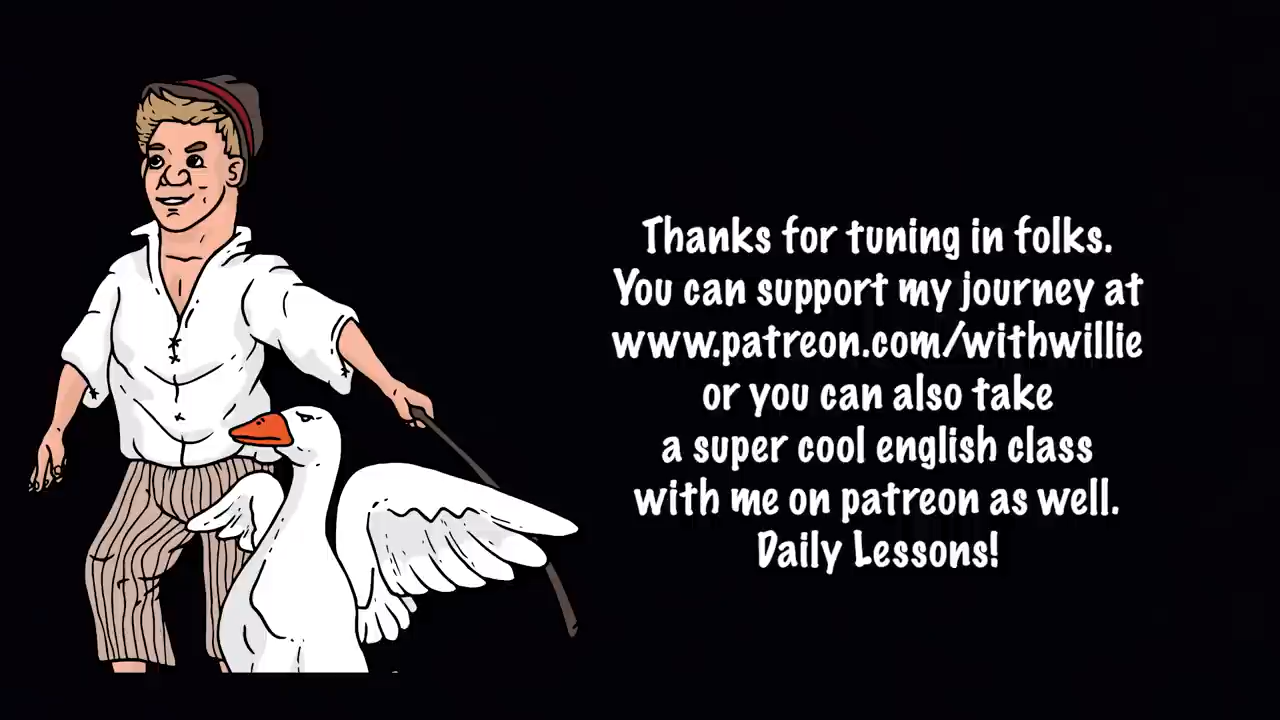 Thanks for tuning in folks.
You can support my journey at
www.patreon.com/withwillie
or you can also take
a super cool english class
with me on patreon as well.
Daily Lessons!